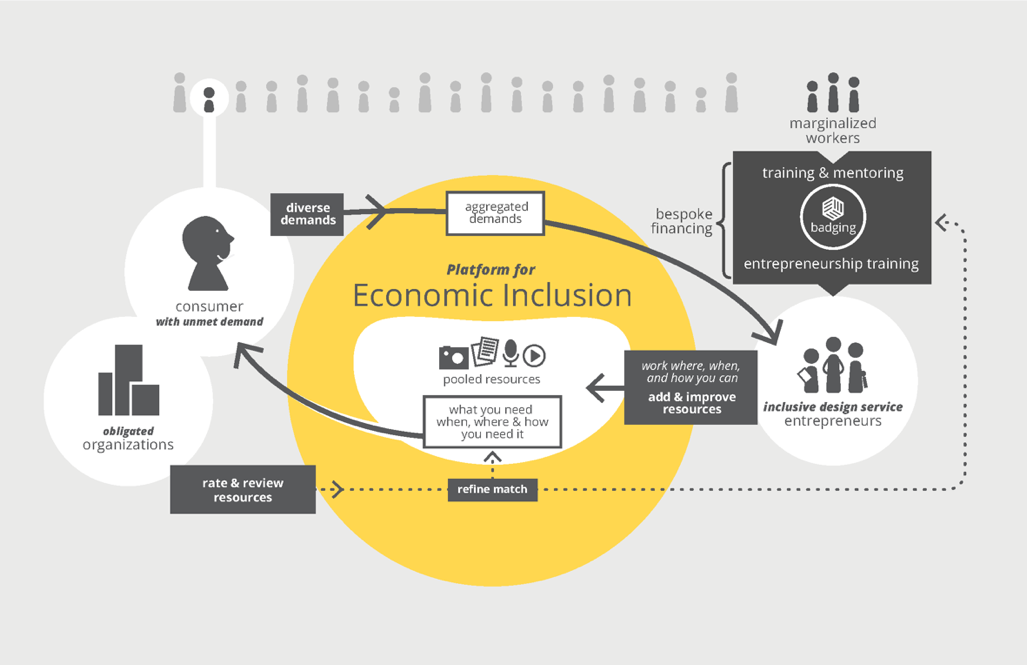 marginalized
workers
training & mentoring
badging
entrepreneurship training
bespoke
financing
diverse
demands
aggregated
demands
Platform for
Economic Inclusion
consumer
with unmet demand
pooled resources
work where, when,
and how you can
add & improve
resources
what you need
when, where & how
you need it
inclusive design service
entrepreneurs
obligated
organizations
rate & review
resources
refine match